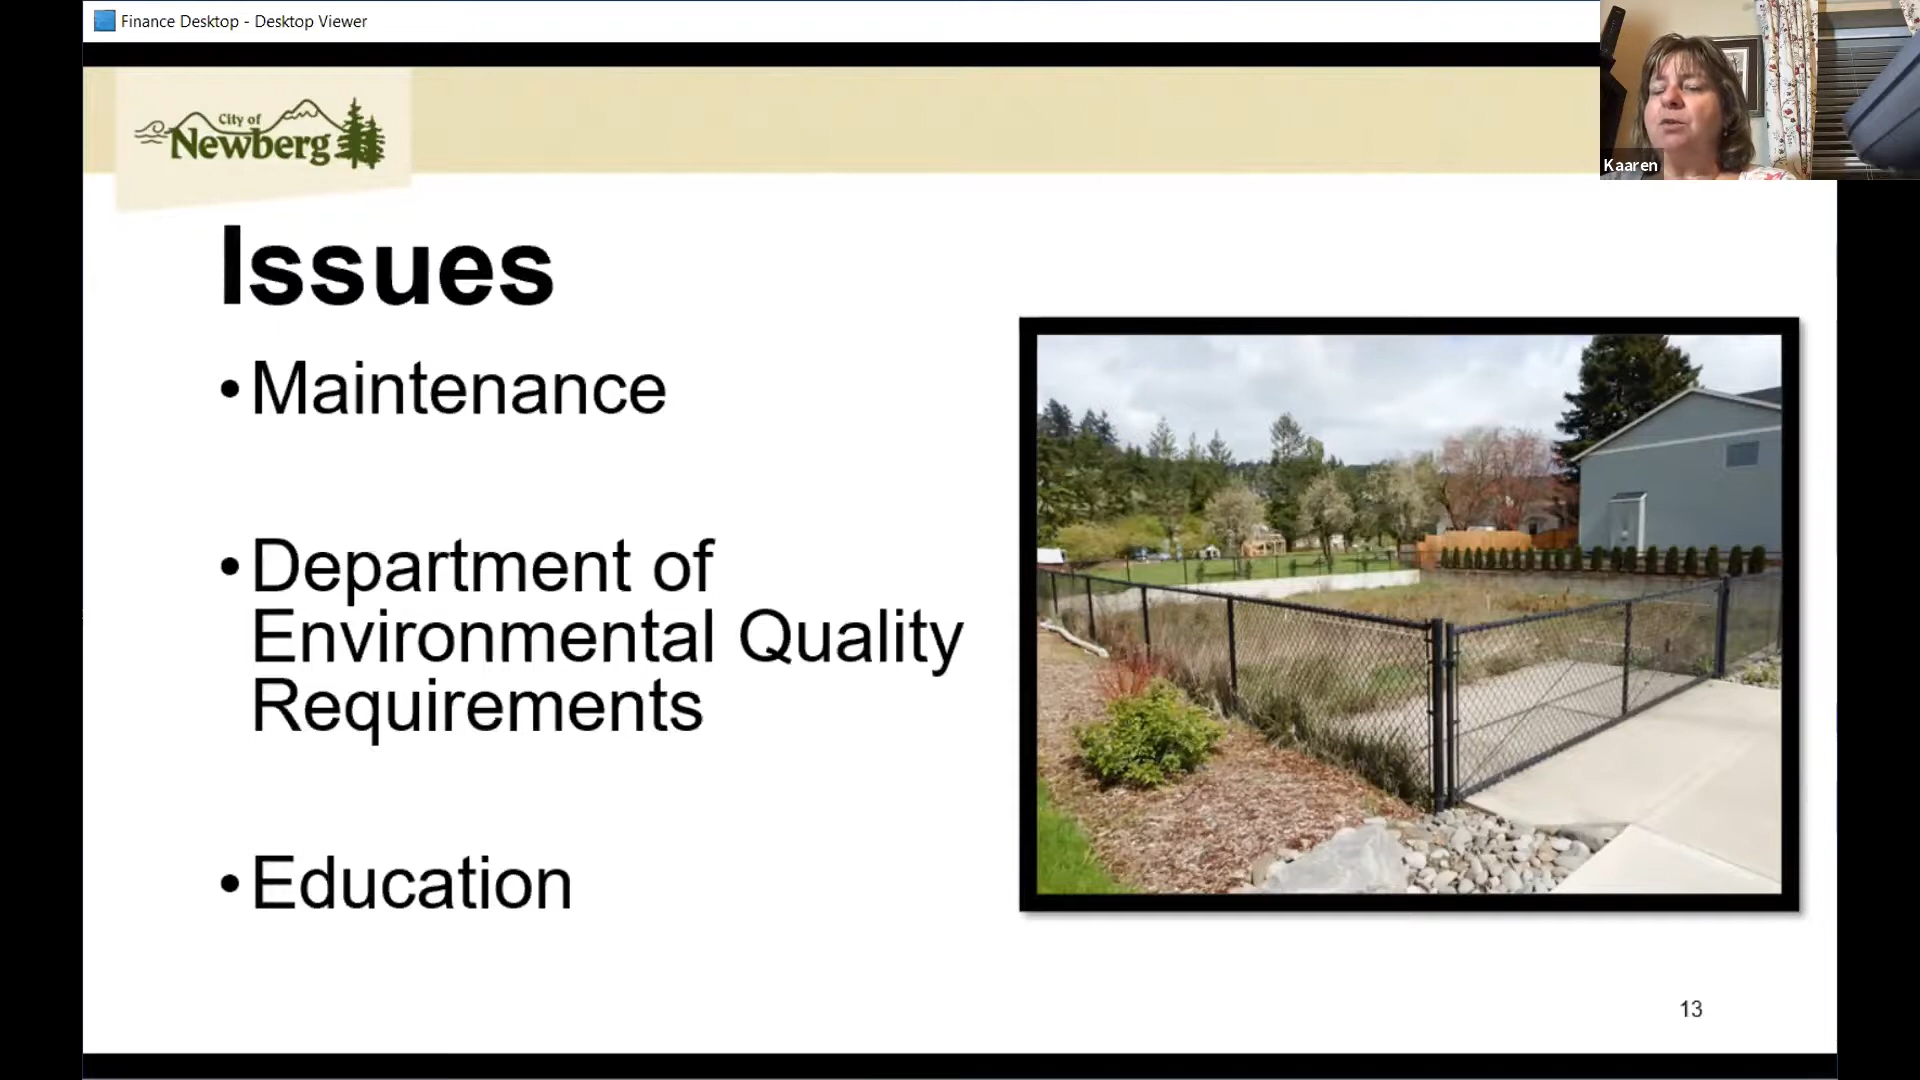 Finance Desktop - Desktop Viewer
Kaaren
City of
Newberg
Issues
•Maintenance
•Department of
Environmental Quality
Requirements
•Education
13